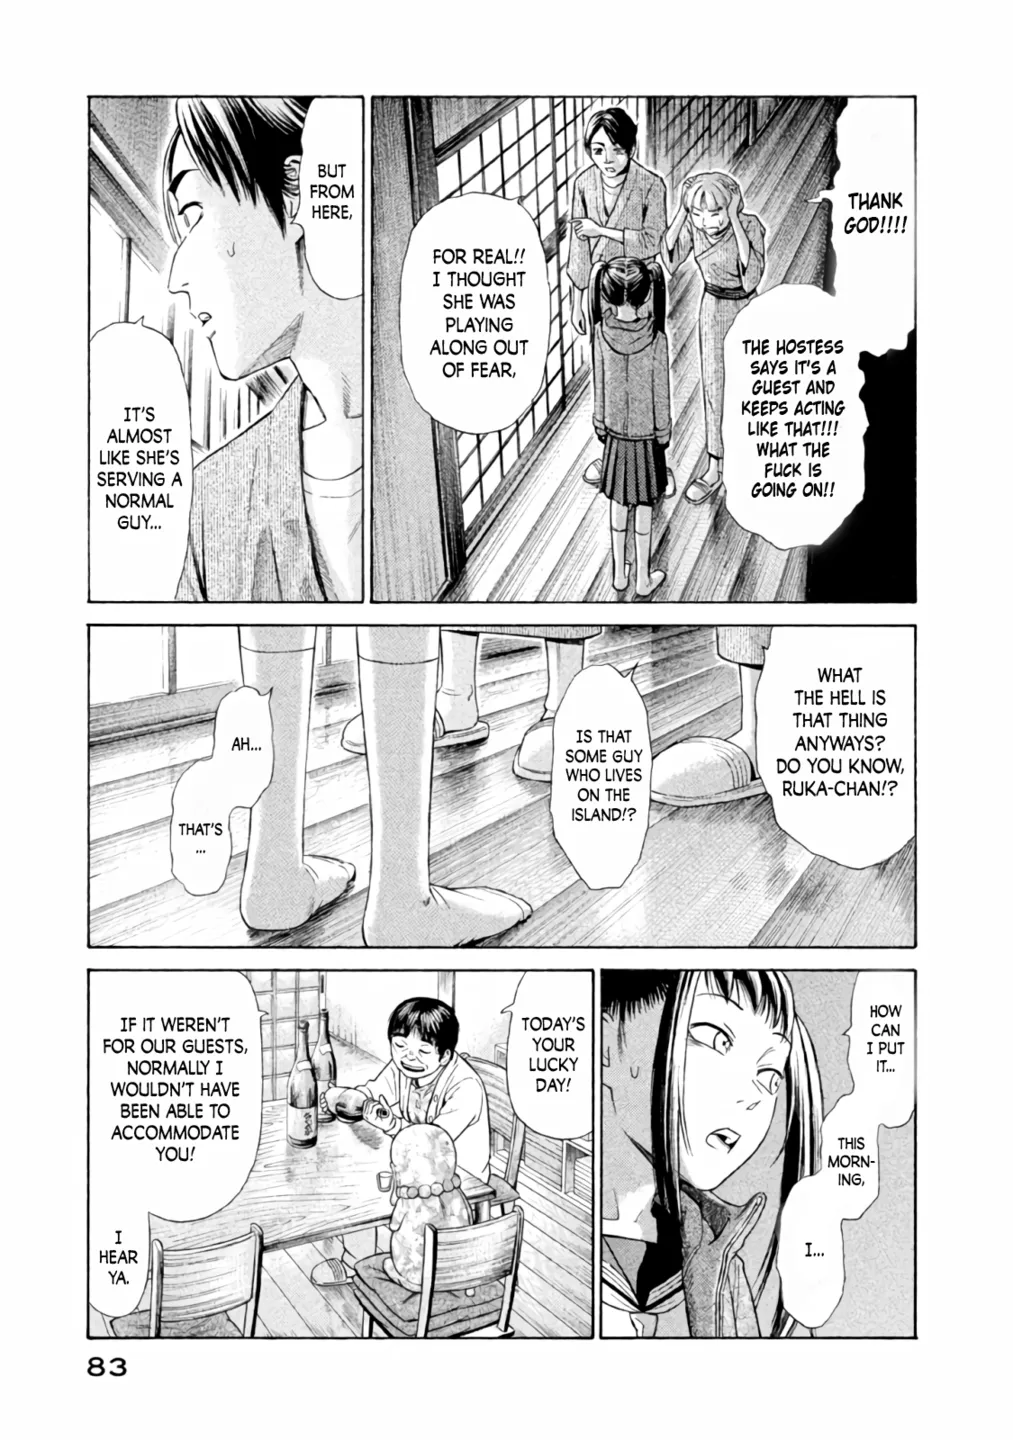 THANK
GOD!!!!
THE HOSTESS
SAYS IT'S A
GUEST AND
KEEPS ACTING
LIKE THAT!!!
WHAT THE
FUCK IS
GOING ON!!
FOR REAL!!
I THOUGHT
SHE WAS
PLAYING
ALONG OUT
OF FEAR,
BUT
FROM
HERE,
IT'S
ALMOST
LIKE SHE'S
SERVING A
NORMAL
GUY...
WHAT
THE HELL IS
THAT THING
ANYWAYS?
DO YOU KNOW,
RUKA-CHAN!?
IS THAT
SOME GUY
WHO LIVES
ON THE
ISLAND!?
AH...
THAT'S
...
HOW
CAN
I PUT
IT...
THIS
MORN-
ING,
I...
TODAY'S
YOUR
LUCKY
DAY!
IF IT WEREN'T
FOR OUR GUESTS,
NORMALLY I
WOULDN'T HAVE
BEEN ABLE TO
ACCOMMODATE
YOU!
I
HEAR
YA.
83